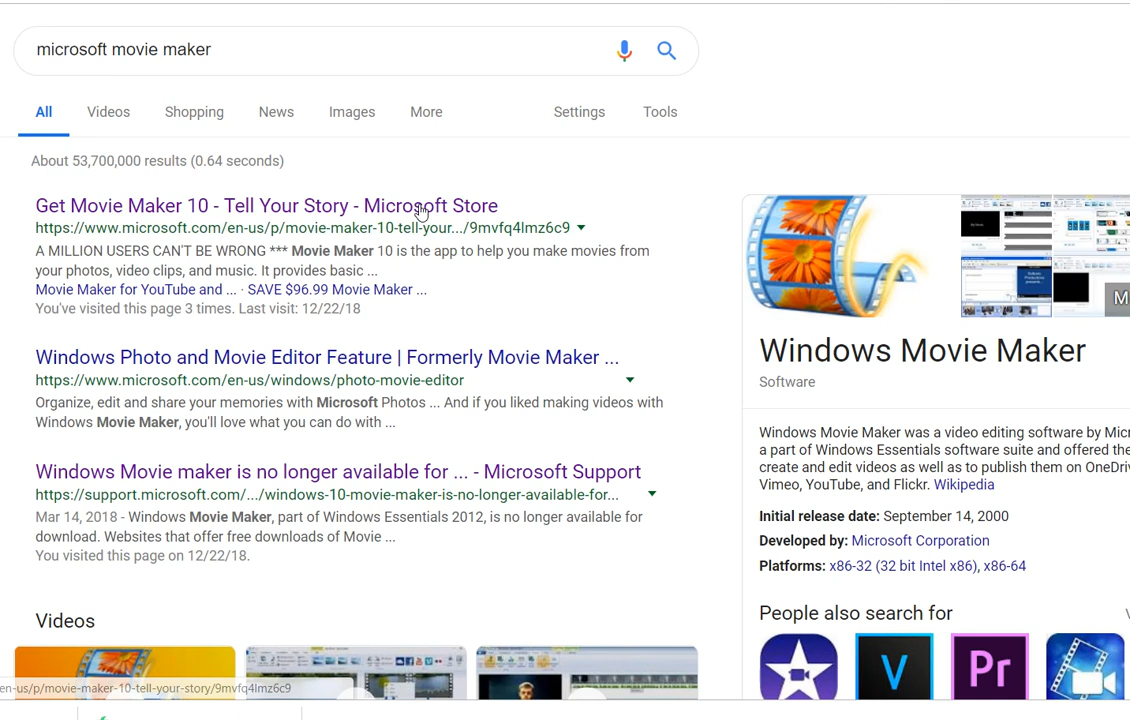 microsoft movie maker
All Videos Shopping News Images More Settings Tools
About 53,700,000 results (0.64 seconds)
Get Movie Maker 10 - Tell Your Story - Microsoft Store
https://www.microsoft.com/en-us/p/movie-maker-10-tell-your.../9mvfq4lmz6c9
A MILLION USERS CAN'T BE WRONG *** Movie Maker 10 is the app to help you make movies from
your photos, video clips, and music. It provides basic ...
Movie Maker for YouTube and ... · SAVE $96.99 Movie Maker ...
You've visited this page 3 times. Last visit: 12/22/18
Windows Photo and Movie Editor Feature | Formerly Movie Maker ...
https://www.microsoft.com/en-us/windows/photo-movie-editor
Organize, edit and share your memories with Microsoft Photos ... And if you liked making videos with
Windows Movie Maker, you'll love what you can do with ...
Windows Movie maker is no longer available for ... - Microsoft Support
https://support.microsoft.com/.../windows-10-movie-maker-is-no-longer-available-for...
Mar 14, 2018 - Windows Movie Maker, part of Windows Essentials 2012, is no longer available for
download. Websites that offer free downloads of Movie ...
You visited this page on 12/22/18.
Videos
en-us/p/movie-maker-10-tell-your-story/9mvfq4lmz6c9
M
Windows Movie Maker
Software
Windows Movie Maker was a video editing software by Micr
a part of Windows Essentials software suite and offered the
create and edit videos as well as to publish them on OneDriv
Vimeo, YouTube, and Flickr. Wikipedia
Initial release date: September 14, 2000
Developed by: Microsoft Corporation
Platforms: x86-32 (32 bit Intel x86), x86-64
People also search for
V Pr